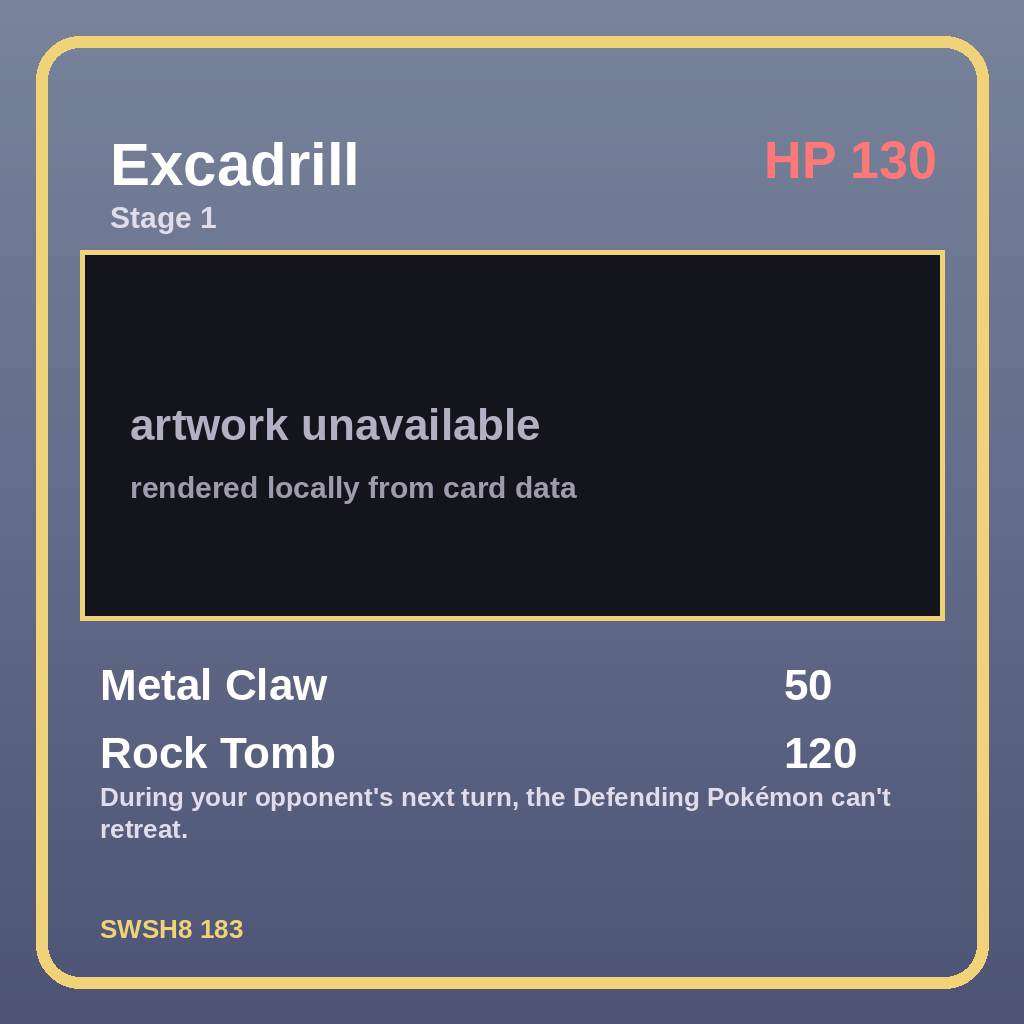 Excadrill
HP 130
Stage 1
artwork unavailable
rendered locally from card data
Metal Claw 50
Rock Tomb 120
During your opponent's next turn, the Defending Pokémon can't
retreat.
SWSH8 183